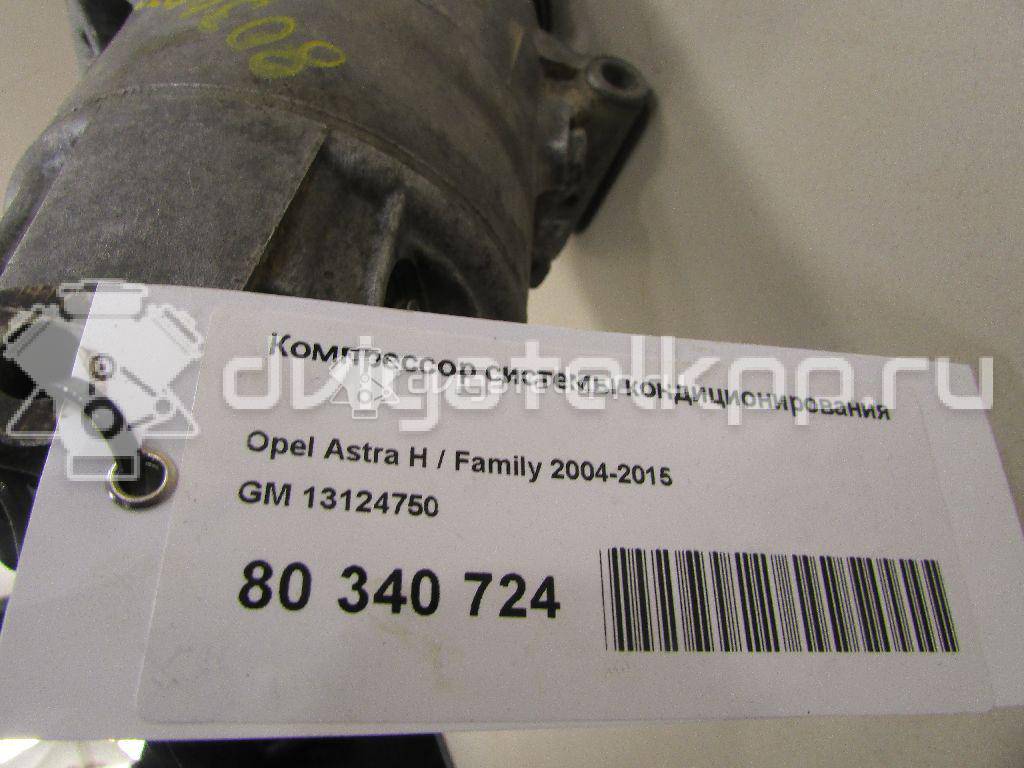 Компрессор системы кондиционирования
Opel Astra H / Family 2004-2015
GM 13124750
80 340 724
dvigatelkpp.ru